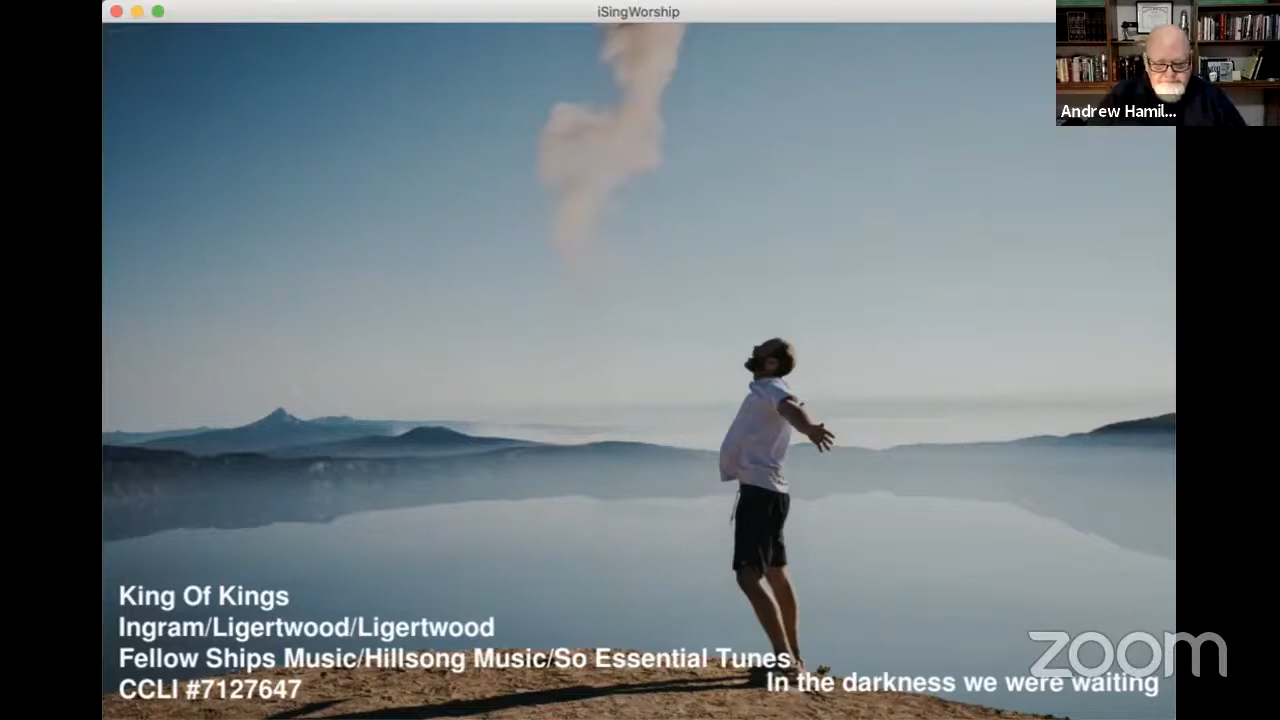 iSingWorship
Andrew Hamil...
King Of Kings
Ingram/Ligertwood/Ligertwood
Fellow Ships Music/Hillsong Music/So Essential Tunes
CCLI #7127647
In the darkness we were waiting
zoom